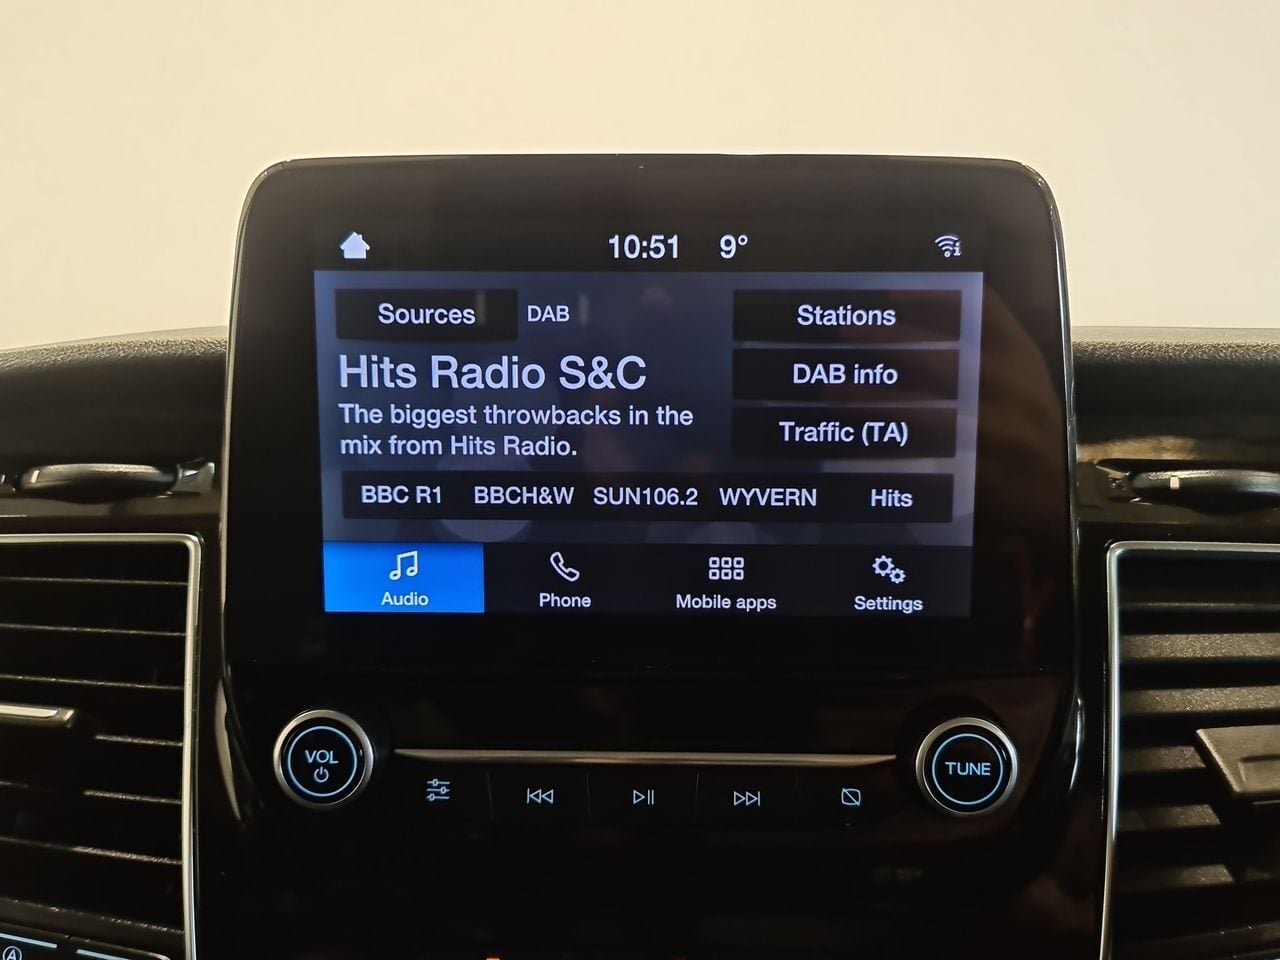 10:51 9°
Sources DAB Stations
Hits Radio S&C
DAB info
The biggest throwbacks in the
mix from Hits Radio.
Traffic (TA)
BBC R1 BBCH&W SUN106.2 WYVERN Hits
Audio Phone Mobile apps Settings
VOL
TUNE
A